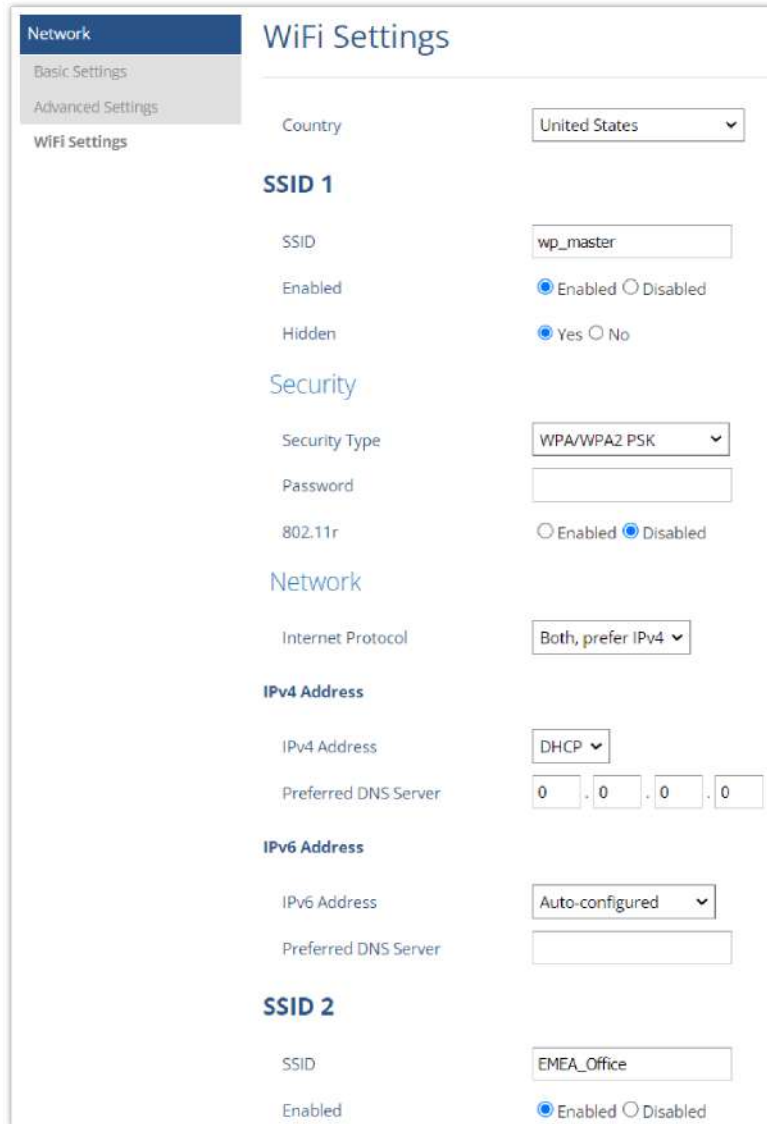 Network
Basic Settings
Advanced Settings
WiFi Settings
WiFi Settings
Country United States
SSID 1
SSID wp_master
Enabled Enabled Disabled
Hidden Yes No
Security
Security Type WPA/WPA2 PSK
Password
802.11r Enabled Disabled
Network
Internet Protocol Both, prefer IPv4
IPv4 Address
IPv4 Address DHCP
Preferred DNS Server 0 . 0 . 0 . 0
IPv6 Address
IPv6 Address Auto-configured
Preferred DNS Server
SSID 2
SSID EMEA_Office
Enabled Enabled Disabled